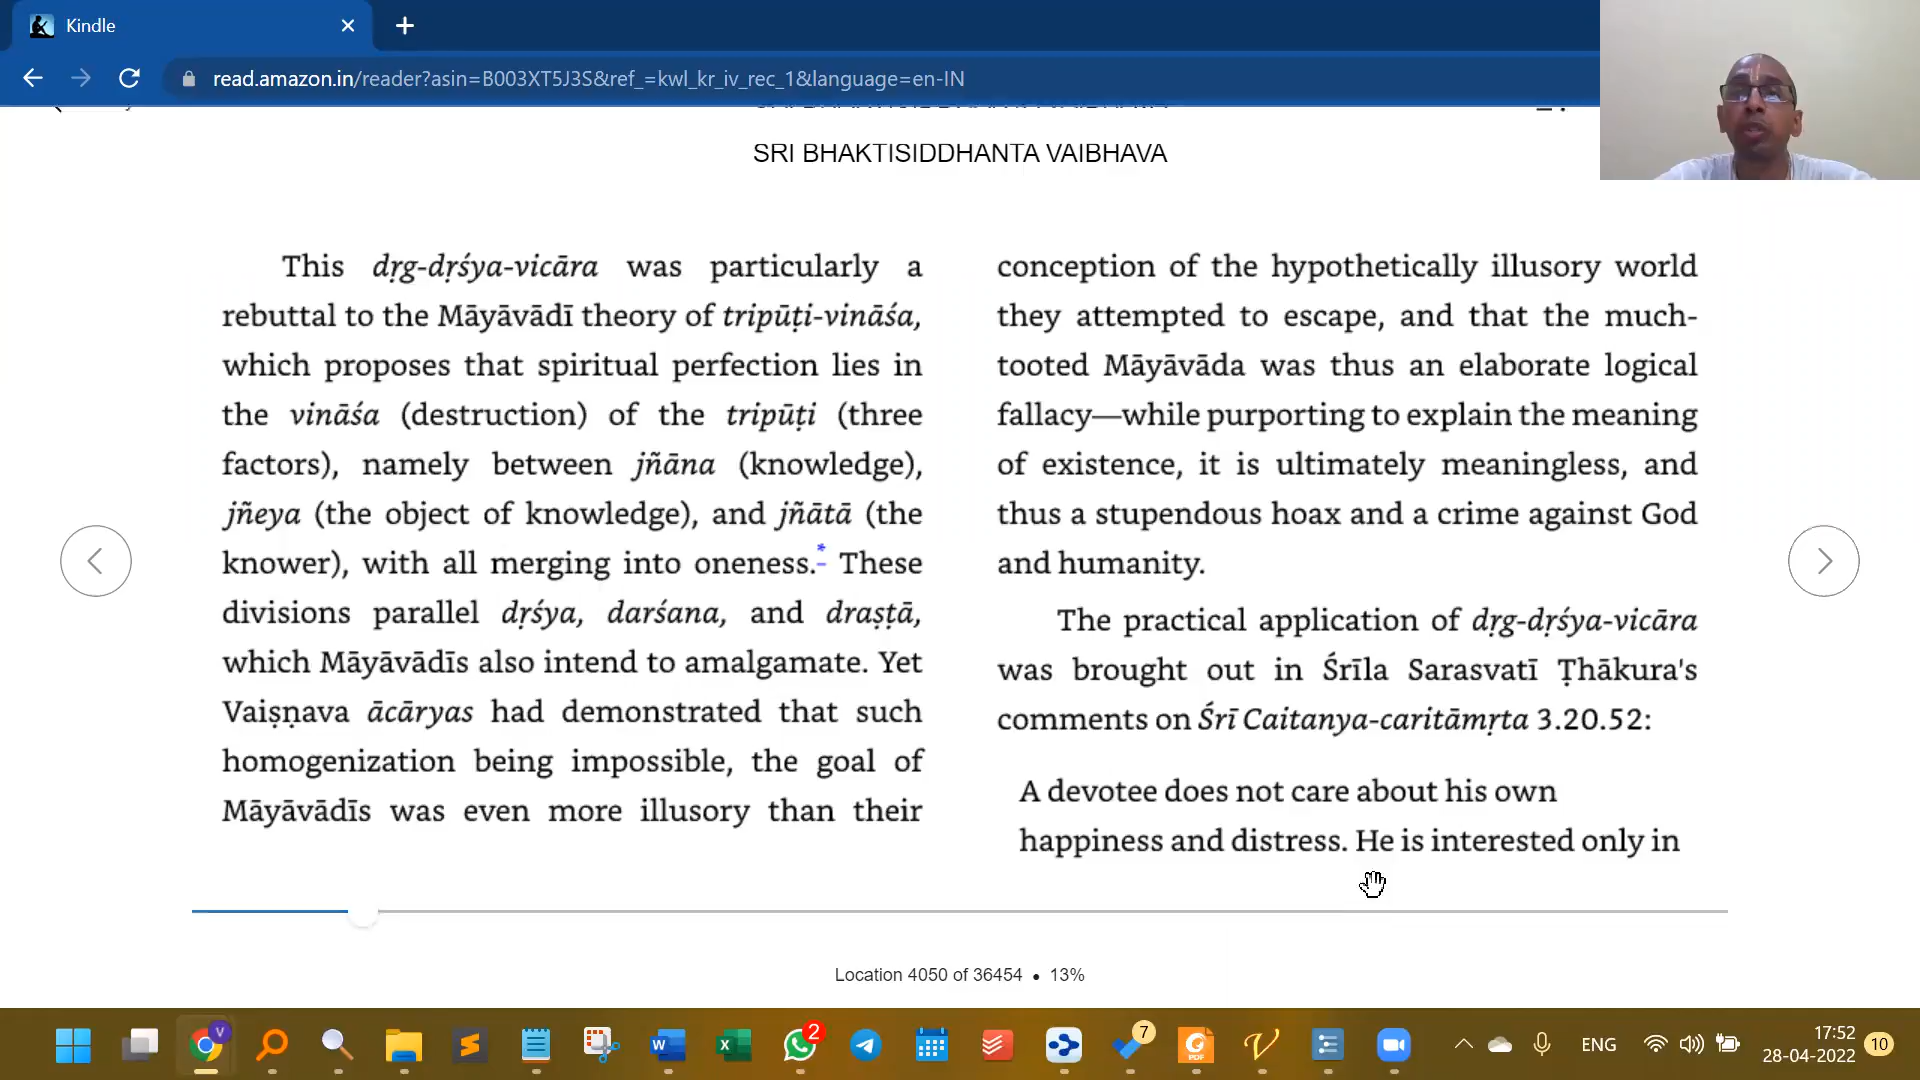 Kindle
read.amazon.in/reader?asin=B003XT5J3S&ref_=kwl_kr_iv_rec_1&language=en-IN
SRI BHAKTISIDDHANTA VAIBHAVA
This dṛg-dṛśya-vicāra was particularly a
rebuttal to the Māyāvādī theory of tripūṭi-vināśa,
which proposes that spiritual perfection lies in
the vināśa (destruction) of the tripūṭi (three
factors), namely between jñāna (knowledge),
jñeya (the object of knowledge), and jñātā (the
knower), with all merging into oneness.* These
divisions parallel dṛśya, darśana, and draṣṭā,
which Māyāvādīs also intend to amalgamate. Yet
Vaiṣṇava ācāryas had demonstrated that such
homogenization being impossible, the goal of
Māyāvādīs was even more illusory than their
conception of the hypothetically illusory world
they attempted to escape, and that the much-
tooted Māyāvāda was thus an elaborate logical
fallacy—while purporting to explain the meaning
of existence, it is ultimately meaningless, and
thus a stupendous hoax and a crime against God
and humanity.
The practical application of dṛg-dṛśya-vicāra
was brought out in Śrīla Sarasvatī Ṭhākura's
comments on Śrī Caitanya-caritāmṛta 3.20.52:
A devotee does not care about his own
happiness and distress. He is interested only in
Location 4050 of 36454 • 13%
V
2
7
PDF
ENG
17:52
28-04-2022
10